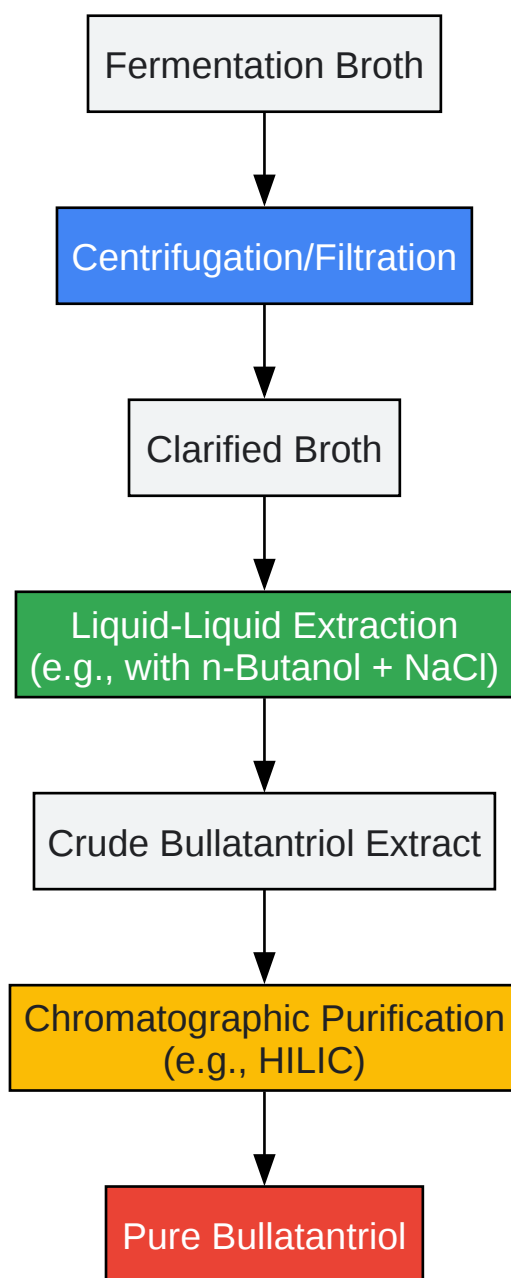 Fermentation Broth
Centrifugation/Filtration
Clarified Broth
Liquid-Liquid Extraction
(e.g., with n-Butanol + NaCl)
Crude Bullatantriol Extract
Chromatographic Purification
(e.g., HILIC)
Pure Bullatantriol